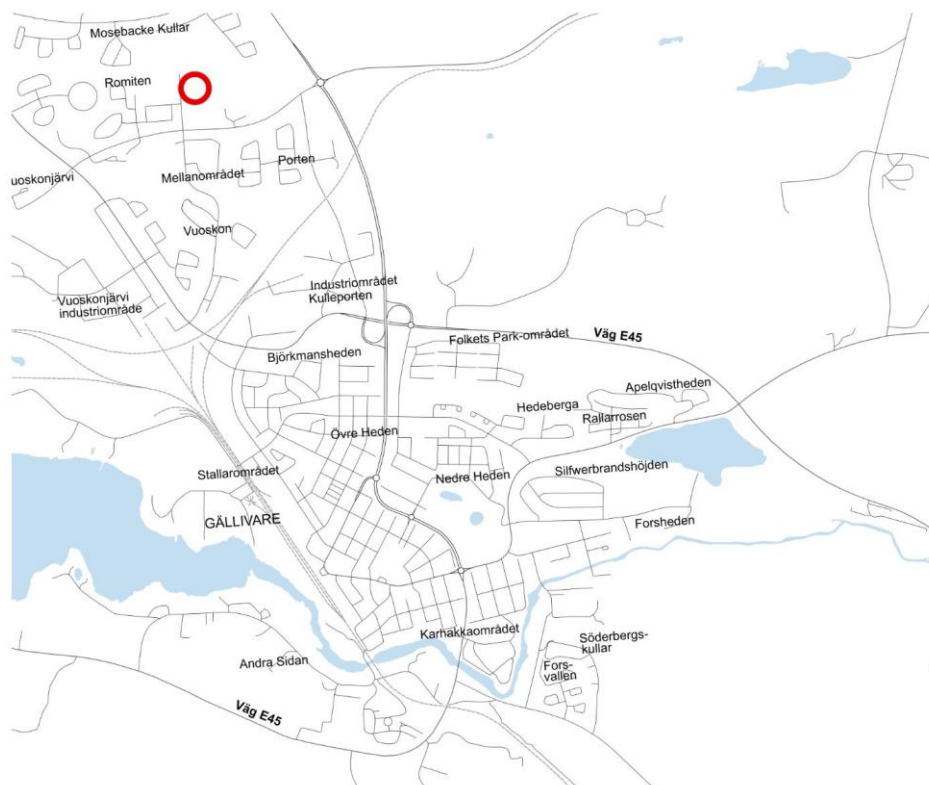 Mosebacke Kullar
Romiten
Porten
uoskonjärvi
Mellanområdet
Vuoskon
Industriområdet
Kulleporten
Vuoskonjärvi
industriområde
Folkets Park-området
Väg E45
Björkmansheden
Apelqvistheden
Hedeberga
Rallarrosen
Övre Heden
Stallarområdet
Nedre Heden
Silfwerbrandshöjden
GÄLLIVARE
Forsheden
Karhakkaområdet
Söderbergs-
kullar
Andra Sidan
Fors-
vallen
Väg E45